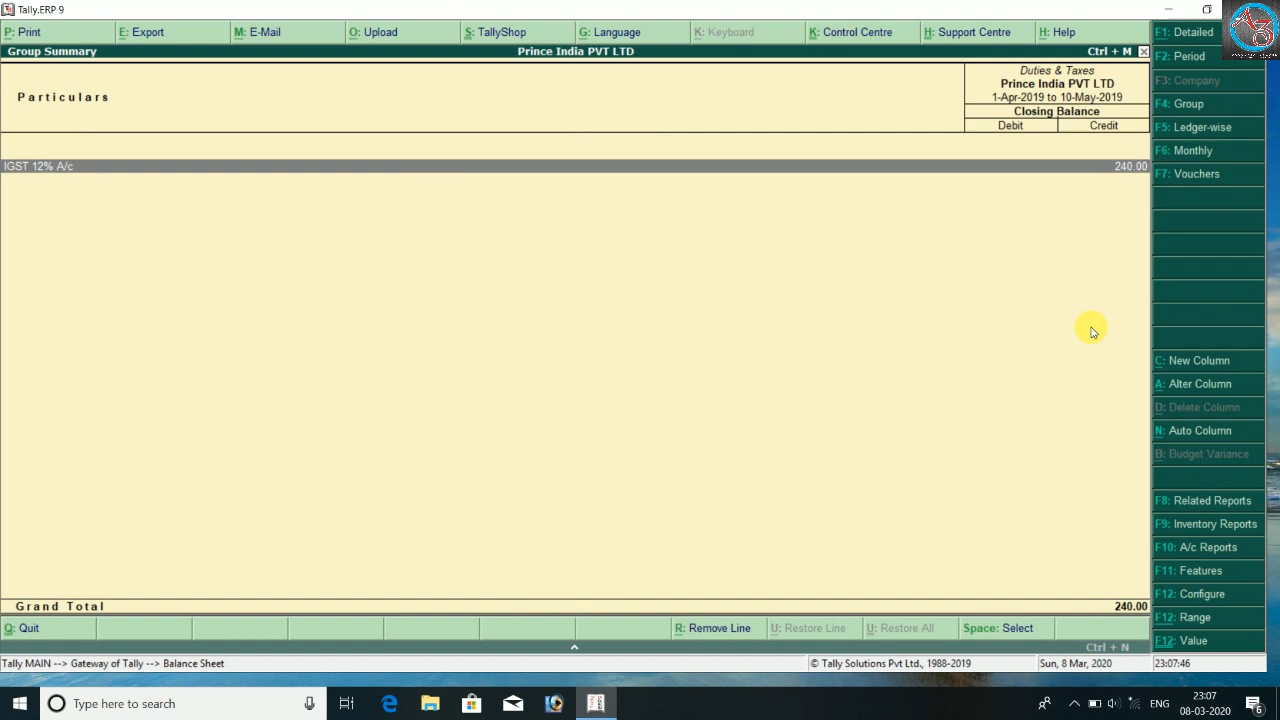 Tally.ERP 9
P: Print E: Export M: E-Mail O: Upload S: TallyShop G: Language K: Keyboard K: Control Centre H: Support Centre H: Help
Group Summary Prince India PVT LTD Ctrl + M
Particulars
Duties & Taxes
Prince India PVT LTD
1-Apr-2019 to 10-May-2019
Closing Balance
Debit Credit
IGST 12% A/c 240.00
Grand Total 240.00
Q: Quit R: Remove Line U: Restore Line U: Restore All Space: Select
Ctrl + N
Tally MAIN --> Gateway of Tally --> Balance Sheet © Tally Solutions Pvt Ltd., 1988-2019 Sun, 8 Mar, 2020 23:07:46
F1: Detailed
F2: Period
F3: Company
F4: Group
F5: Ledger-wise
F6: Monthly
F7: Vouchers
C: New Column
A: Alter Column
D: Delete Column
N: Auto Column
B: Budget Variance
F8: Related Reports
F9: Inventory Reports
F10: A/c Reports
F11: Features
F12: Configure
F12: Range
F12: Value
Type here to search
ENG
23:07
08-03-2020
6